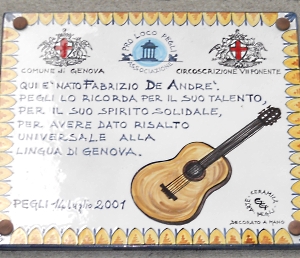 PRO LOCO PEGLI
ASSOCIAZIONE
COMUNE di GENOVA
CIRCOSCRIZIONE VII PONENTE
QUI E' NATO FABRIZIO DE ANDRE'.
PEGLI LO RICORDA PER IL SUO TALENTO,
PER IL SUO SPIRITO SOLIDALE,
PER AVERE DATO RISALTO
UNIVERSALE ALLA
LINGUA DI GENOVA.
PEGLI 14 Luglio 2001
CERAMICA
DECORATO A MANO